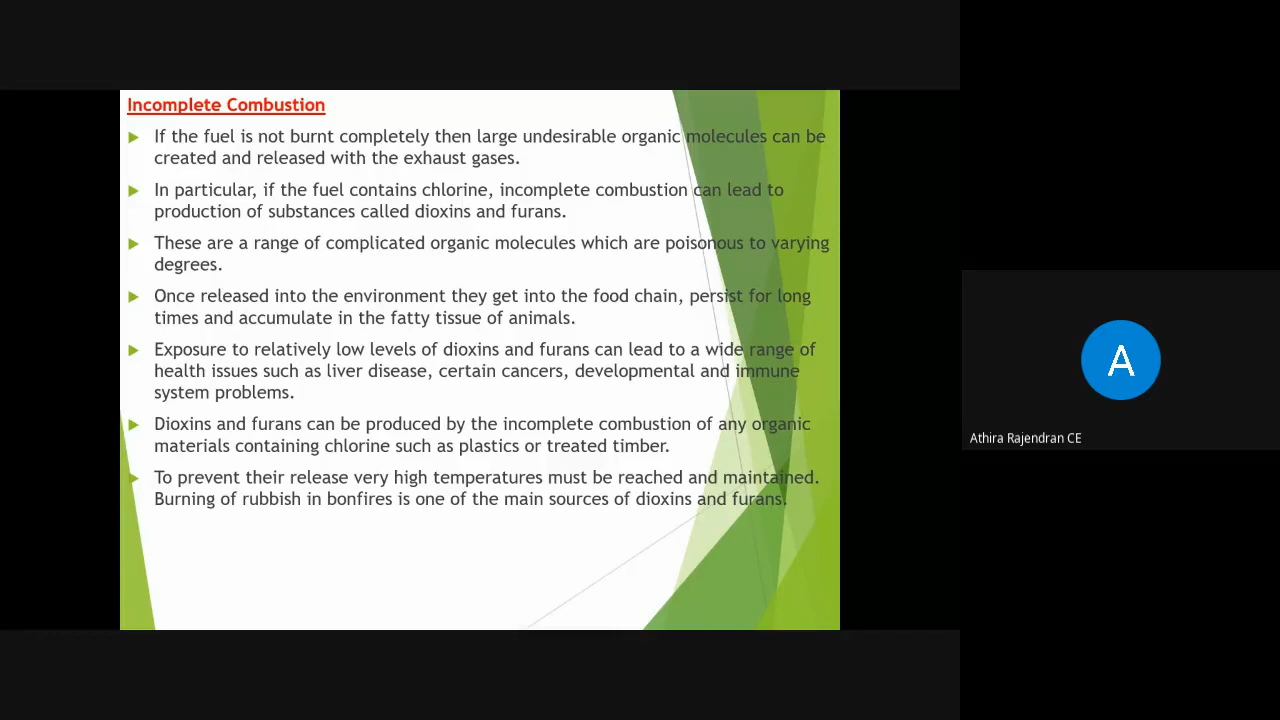 Incomplete Combustion
If the fuel is not burnt completely then large undesirable organic molecules can be
created and released with the exhaust gases.
In particular, if the fuel contains chlorine, incomplete combustion can lead to
production of substances called dioxins and furans.
These are a range of complicated organic molecules which are poisonous to varying
degrees.
Once released into the environment they get into the food chain, persist for long
times and accumulate in the fatty tissue of animals.
Exposure to relatively low levels of dioxins and furans can lead to a wide range of
health issues such as liver disease, certain cancers, developmental and immune
system problems.
Dioxins and furans can be produced by the incomplete combustion of any organic
materials containing chlorine such as plastics or treated timber.
To prevent their release very high temperatures must be reached and maintained.
Burning of rubbish in bonfires is one of the main sources of dioxins and furans.
A
Athira Rajendran CE